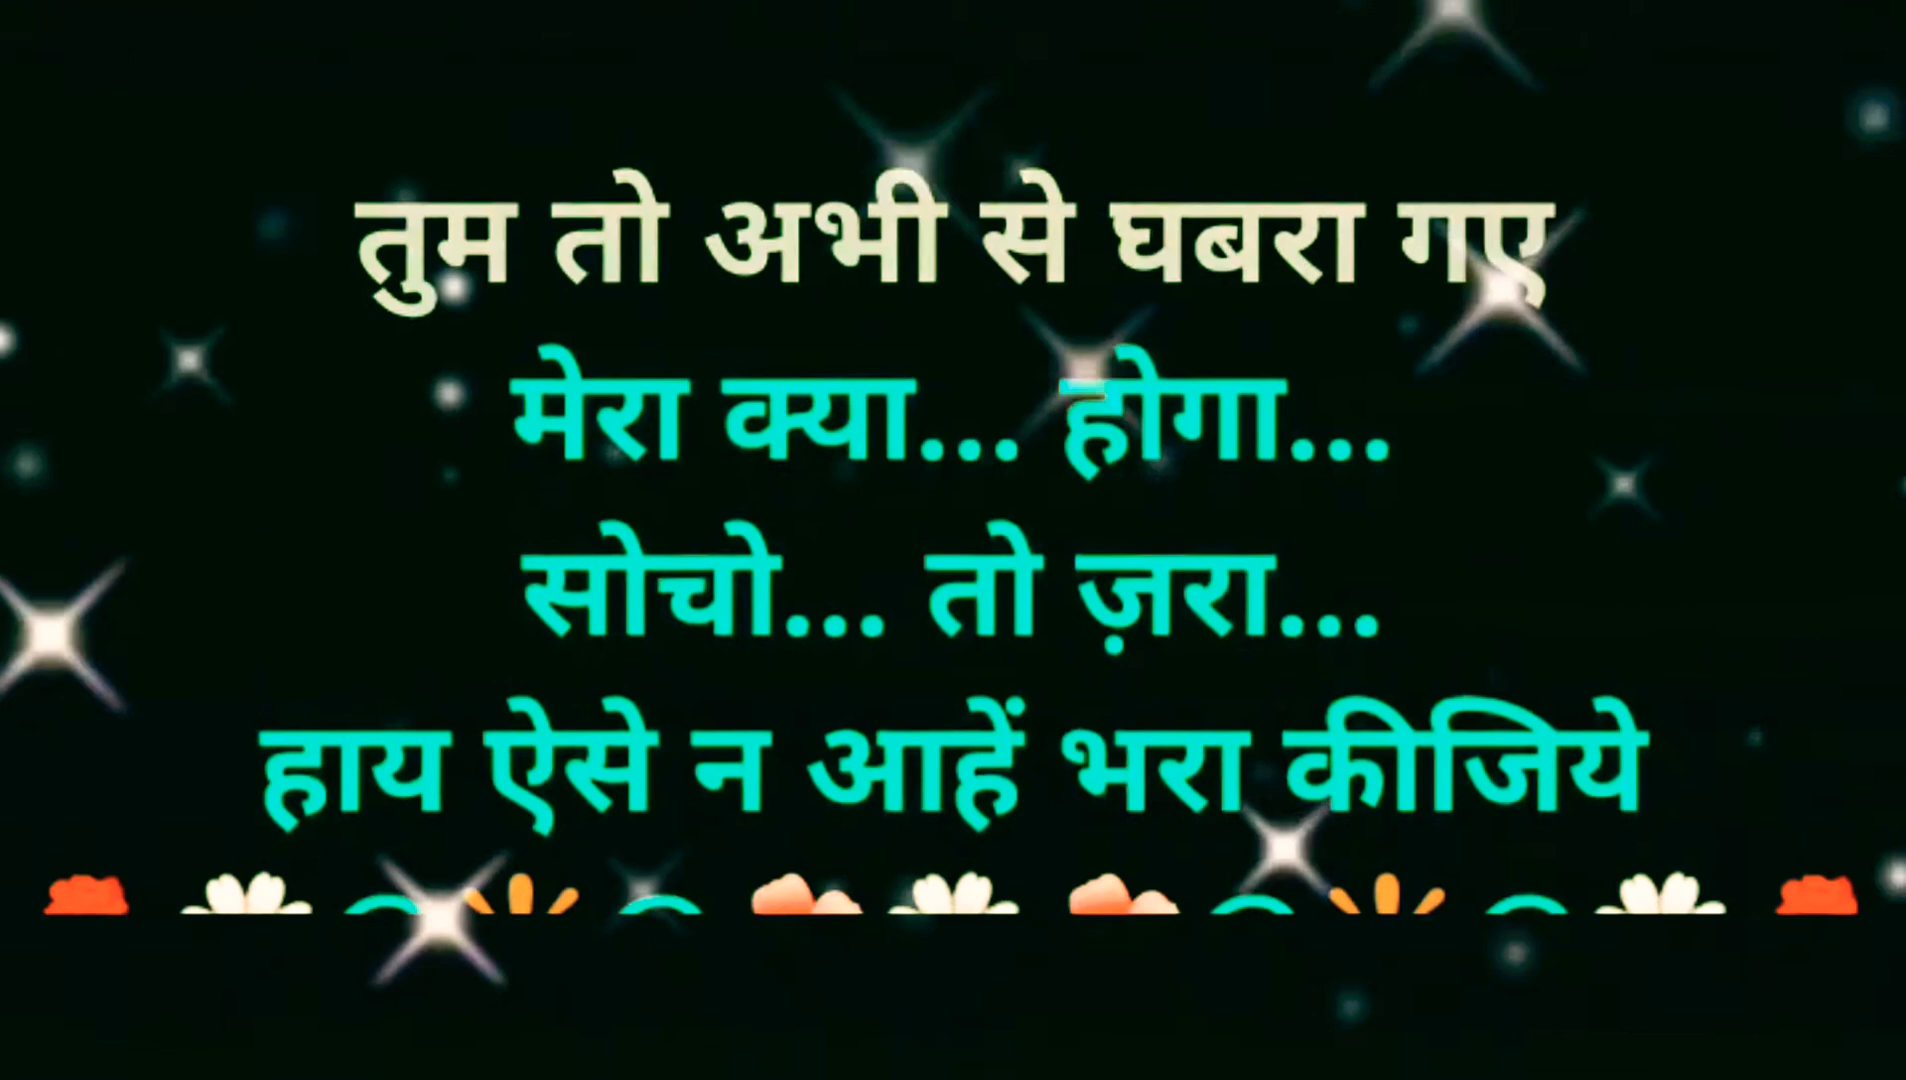 तुम तो अभी से घबरा गए
मेरा क्या... होगा...
सोचो... तो ज़रा...
हाय ऐसे न आहें भरा कीजिये